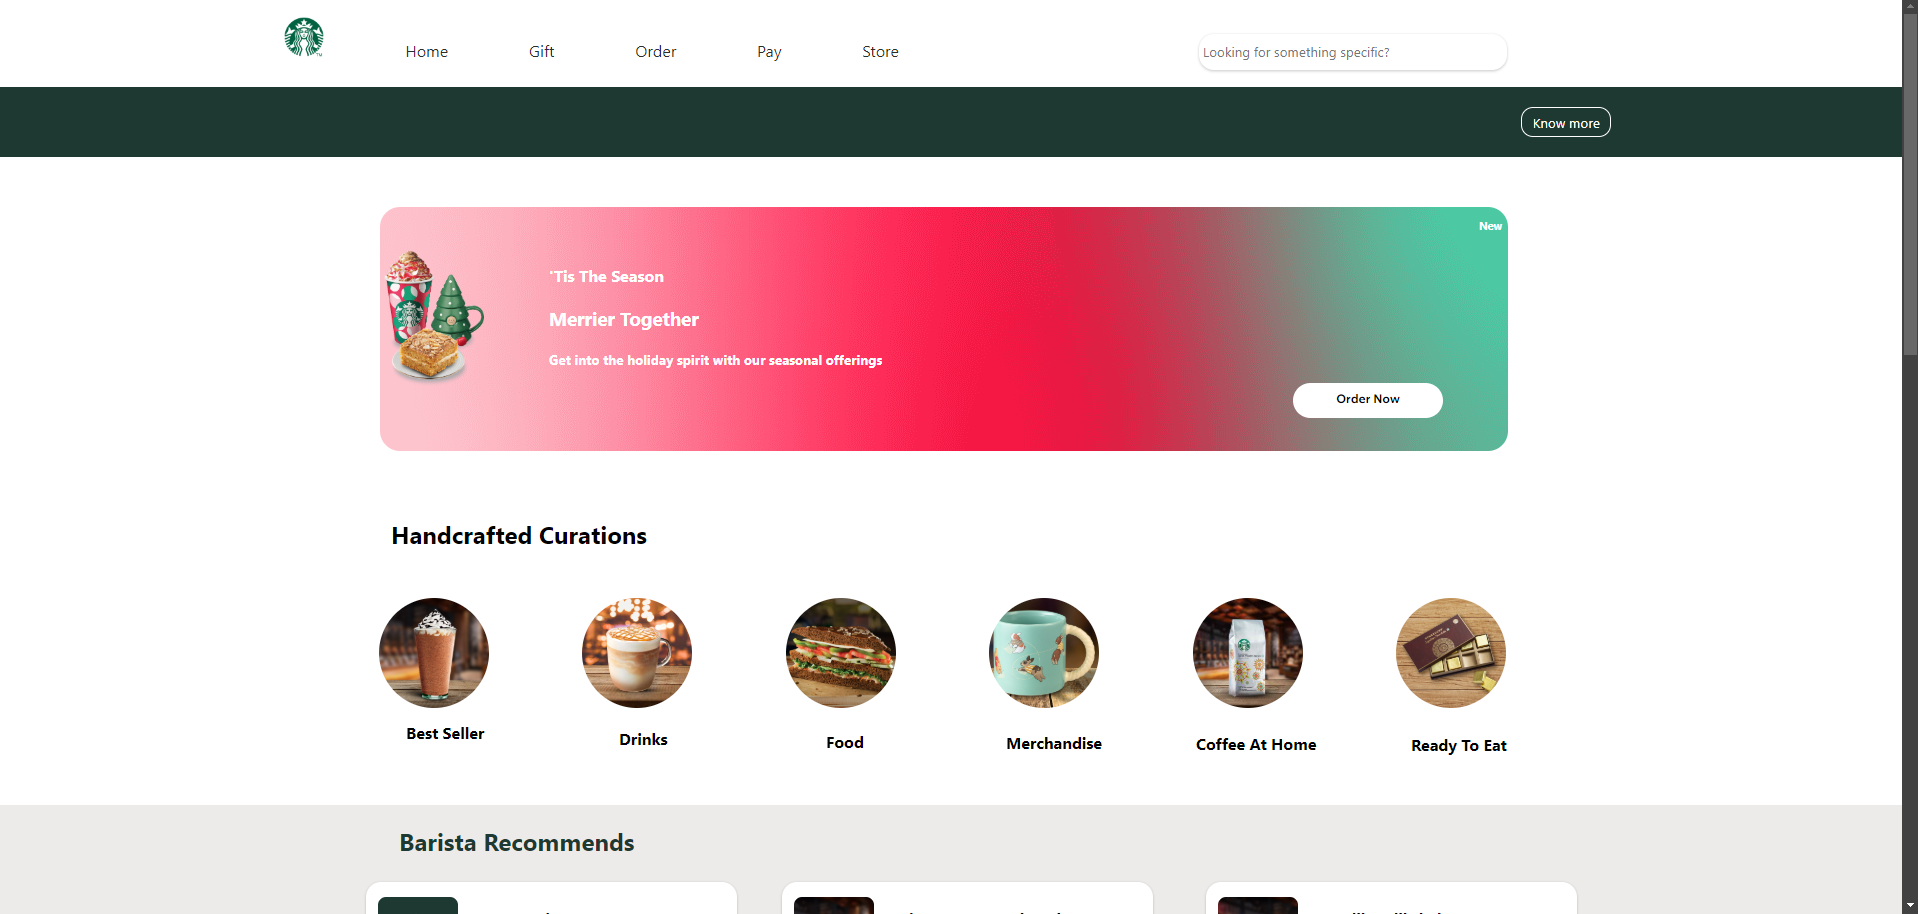 Home Gift Order Pay Store Looking for something specific?
Know more
New
'Tis The Season
Merrier Together
Get into the holiday spirit with our seasonal offerings
Order Now
Handcrafted Curations
Best Seller
Drinks
Food
Merchandise
Coffee At Home
Ready To Eat
Barista Recommends